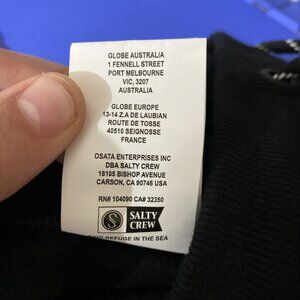 GLOBE AUSTRALIA
1 FENNELL STREET
PORT MELBOURNE
VIC, 3207
AUSTRALIA
GLOBE EUROPE
13-14 Z.A DE LAUBIAN
ROUTE DE TOSSE
40510 SEIGNOSSE
FRANCE
OSATA ENTERPRISES INC
DBA SALTY CREW
18105 BISHOP AVENUE
CARSON, CA 90746 USA
RN# 104090 CA# 32350
SALTY
CREW
FIND REFUGE IN THE SEA